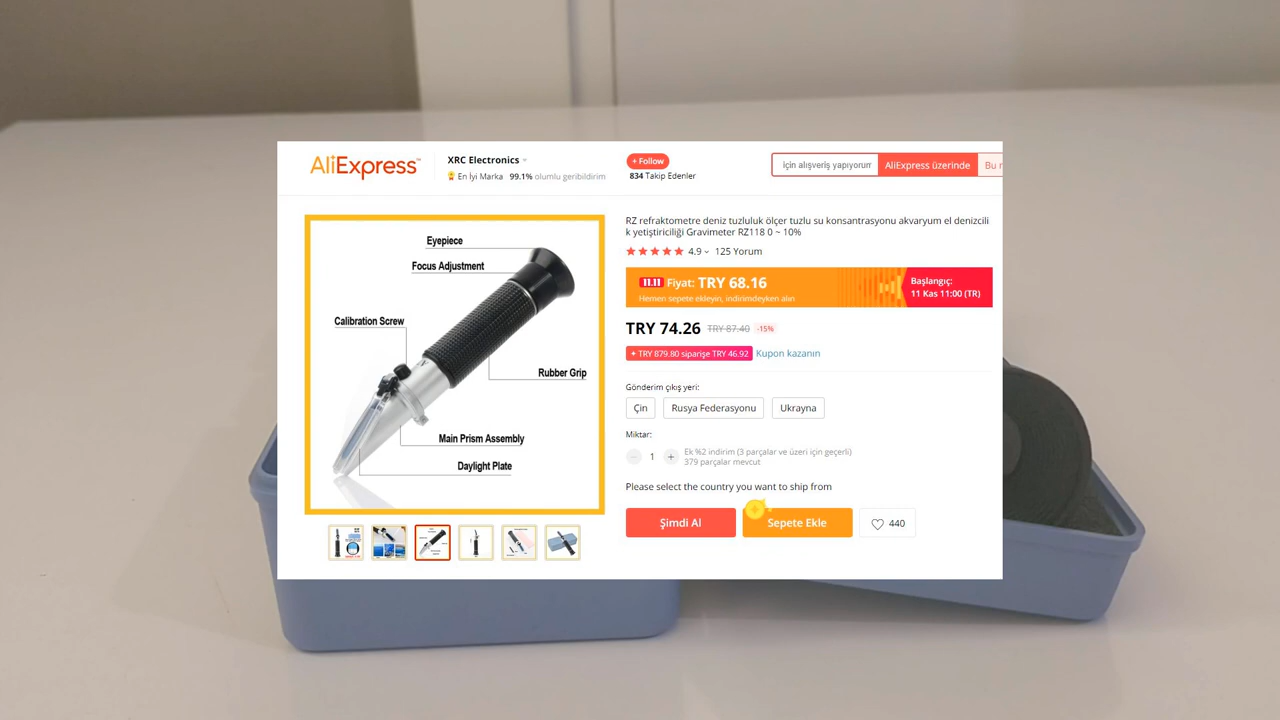 AliExpress™
XRC Electronics
En İyi Marka 99.1% olumlu geribildirim
+ Follow
834 Takip Edenler
için alışveriş yapıyorum
AliExpress üzerinde
Bu
Eyepiece
Focus Adjustment
Calibration Screw
Rubber Grip
Main Prism Assembly
Daylight Plate
RZ refraktometre deniz tuzluluk ölçer tuzlu su konsantrasyonu akvaryum el denizcili
k yetiştiriciliği Gravimeter RZ118 0 ~ 10%
4.9 125 Yorum
11.11 Fiyat: TRY 68.16
Hemen sepete ekleyin, indirimdeyken alın
Başlangıç:
11 Kas 11:00 (TR)
TRY 74.26 TRY 87.40 -15%
TRY 879.80 siparişe TRY 46.92 Kupon kazanın
Gönderim çıkış yeri:
Çin Rusya Federasyonu Ukrayna
Miktar:
− 1 + Ek %2 indirim (3 parçalar ve üzeri için geçerli)
379 parçalar mevcut
Please select the country you want to ship from
Şimdi Al Sepete Ekle 440